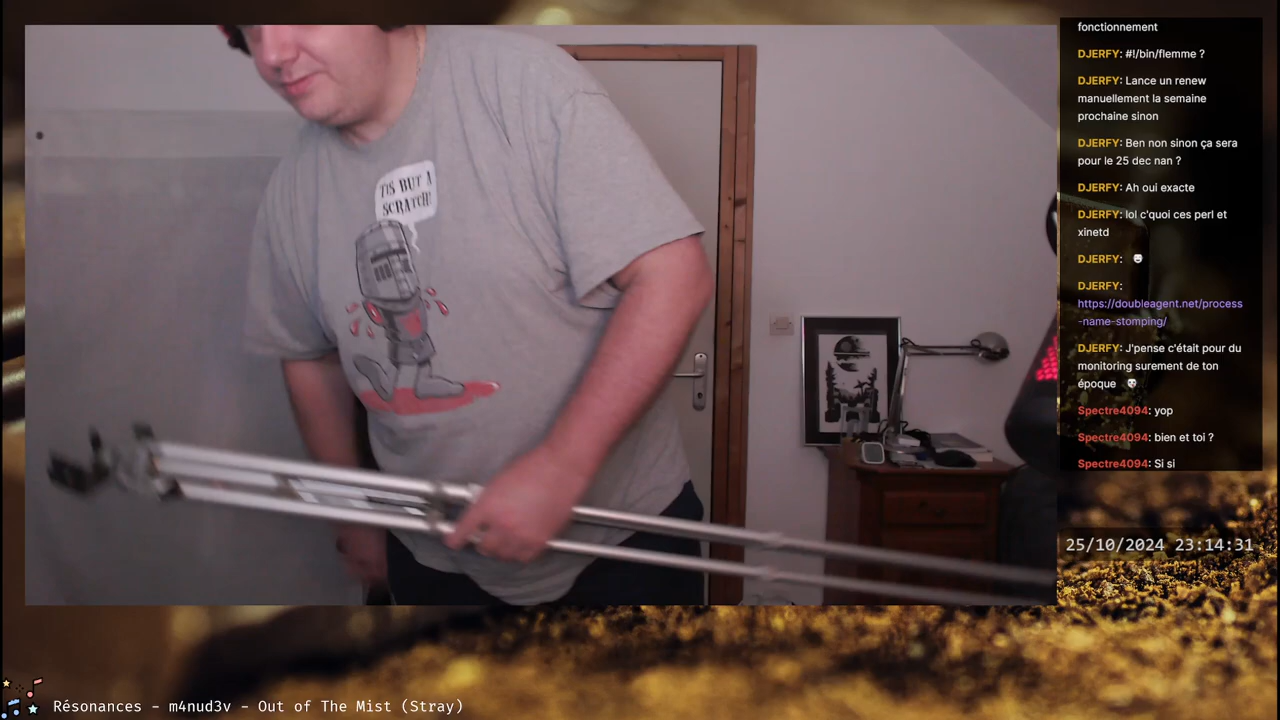 TIS BUT A
SCRATCH!
fonctionnement
DJERFY: #!/bin/flemme ?
DJERFY: Lance un renew
manuellement la semaine
prochaine sinon
DJERFY: Ben non sinon ça sera
pour le 25 dec nan ?
DJERFY: Ah oui exacte
DJERFY: lol c'quoi ces perl et
xinetd
DJERFY:
DJERFY:
https://doubleagent.net/process
-name-stomping/
DJERFY: J'pense c'était pour du
monitoring surement de ton
époque
Spectre4094: yop
Spectre4094: bien et toi ?
Spectre4094: Si si
25/10/2024 23:14:31
Résonances - m4nud3v - Out of The Mist (Stray)